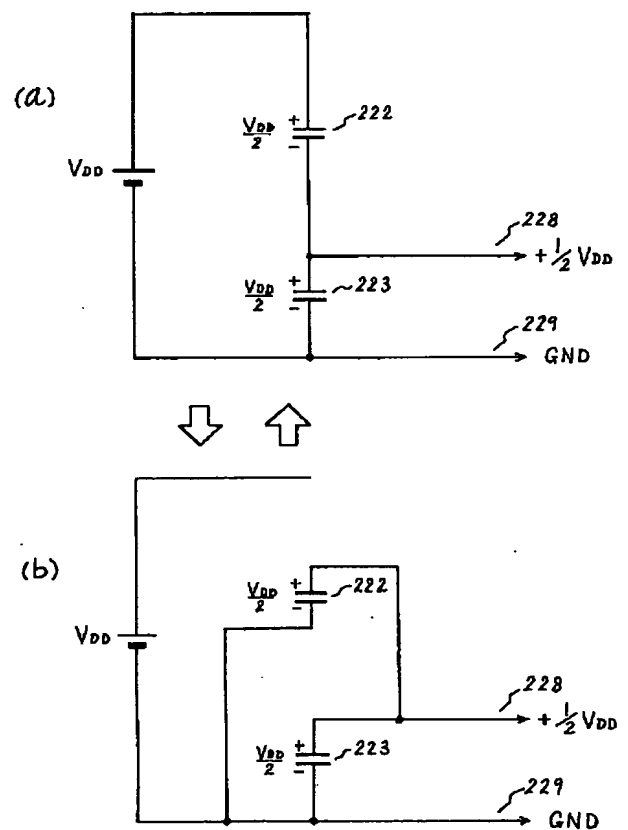 (a)
VDD
VDD/2
+
-
222
228
+ 1/2 VDD
VDD/2
+
-
223
229
GND
(b)
VDD
VDD/2
+
-
222
228
+ 1/2 VDD
VDD/2
+
-
223
229
GND